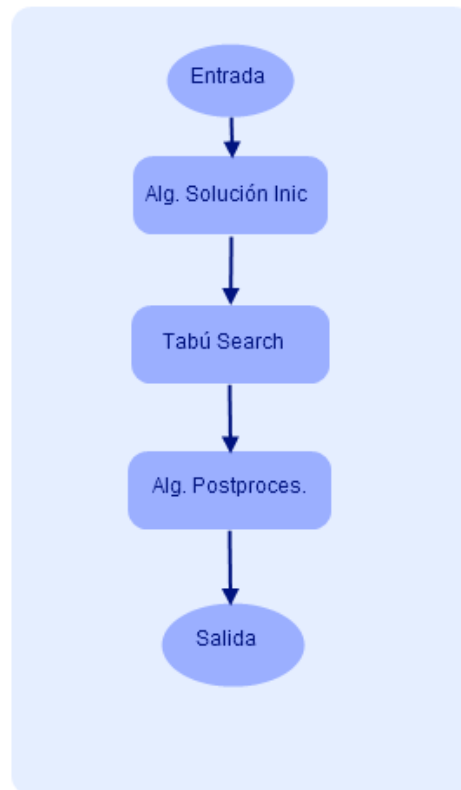 Entrada
Alg. Solución Inic
Tabú Search
Alg. Postproces.
Salida